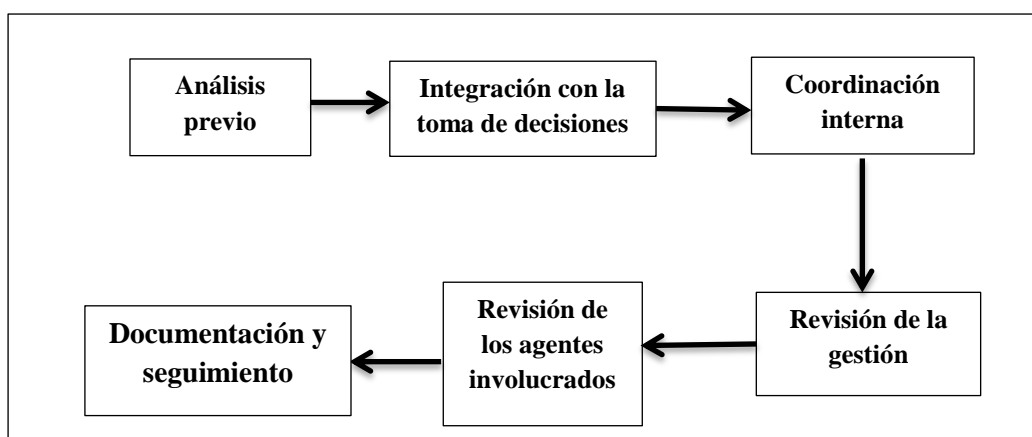 Análisis
previo
Integración con la
toma de decisiones
Coordinación
interna
Revisión de la
gestión
Revisión de
los agentes
involucrados
Documentación y
seguimiento